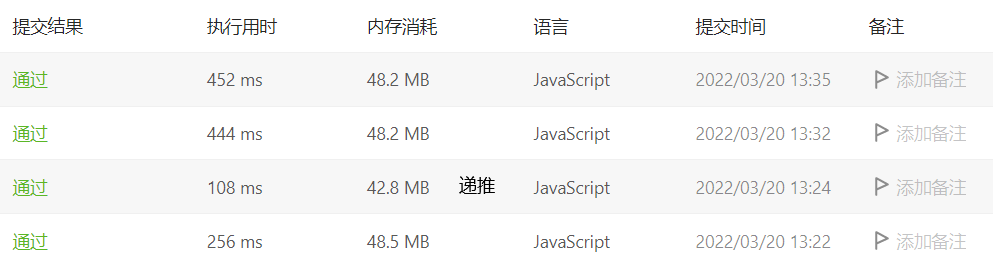 提交结果 执行用时 内存消耗 语言 提交时间 备注
通过 452 ms 48.2 MB JavaScript 2022/03/20 13:35 添加备注
通过 444 ms 48.2 MB JavaScript 2022/03/20 13:32 添加备注
通过 108 ms 42.8 MB 递推 JavaScript 2022/03/20 13:24 添加备注
通过 256 ms 48.5 MB JavaScript 2022/03/20 13:22 添加备注